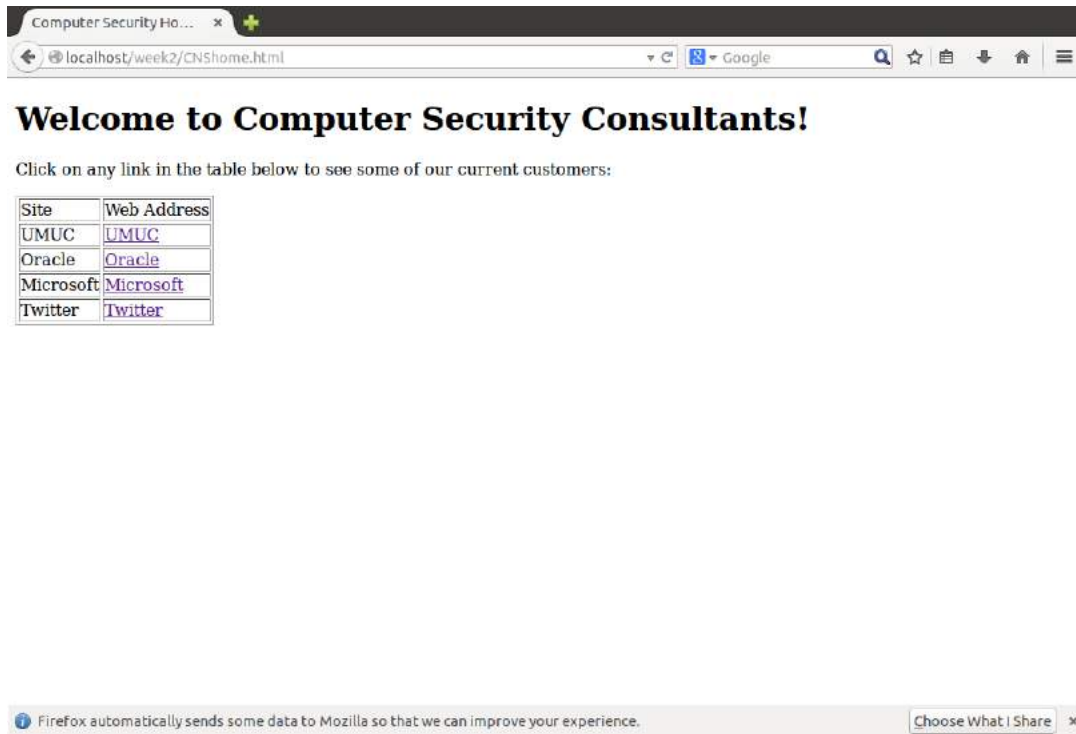 Computer Security Ho...
localhost/week2/CNShome.html
Google
Welcome to Computer Security Consultants!
Click on any link in the table below to see some of our current customers:
Site Web Address
UMUC UMUC
Oracle Oracle
Microsoft Microsoft
Twitter Twitter
Firefox automatically sends some data to Mozilla so that we can improve your experience. Choose What I Share